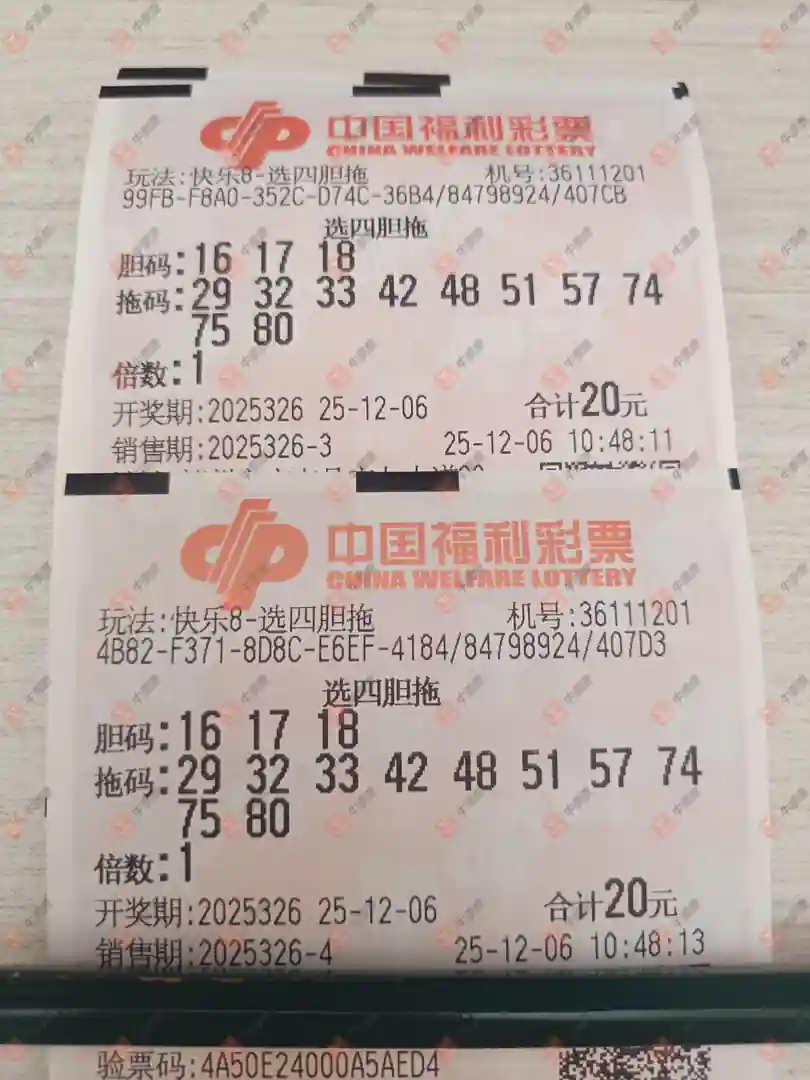 中国福利彩票
CHINA WELFARE LOTTERY
玩法:快乐8-选四胆拖 机号:36111201
99FB-F8A0-352C-D74C-36B4/84798924/407CB
选四胆拖
胆码:16 17 18
拖码:29 32 33 42 48 51 57 74
75 80
倍数:1
开奖期:2025326 25-12-06 合计20元
销售期:2025326-3 25-12-06 10:48:11
中国福利彩票
CHINA WELFARE LOTTERY
玩法:快乐8-选四胆拖 机号:36111201
4B82-F371-8D8C-E6EF-4184/84798924/407D3
选四胆拖
胆码:16 17 18
拖码:29 32 33 42 48 51 57 74
75 80
倍数:1
开奖期:2025326 25-12-06 合计20元
销售期:2025326-4 25-12-06 10:48:13
验票码:4A50E24000A5AED4